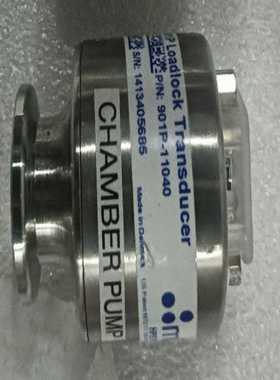 Loadlock Transducer
P/N: 901P-11040
S/N: 1413405685
Made in Denmark
CHAMBER PUMP